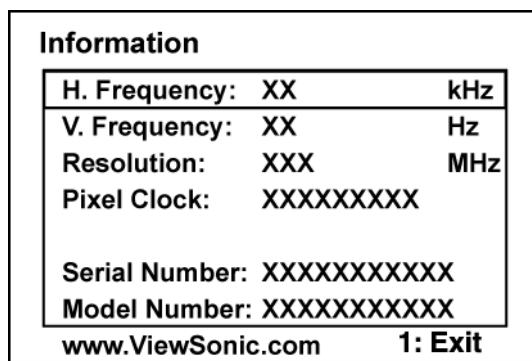 Information
H. Frequency: XX kHz
V. Frequency: XX Hz
Resolution: XXX MHz
Pixel Clock: XXXXXXXXX
Serial Number: XXXXXXXXXXX
Model Number: XXXXXXXXXXX
www.ViewSonic.com 1: Exit